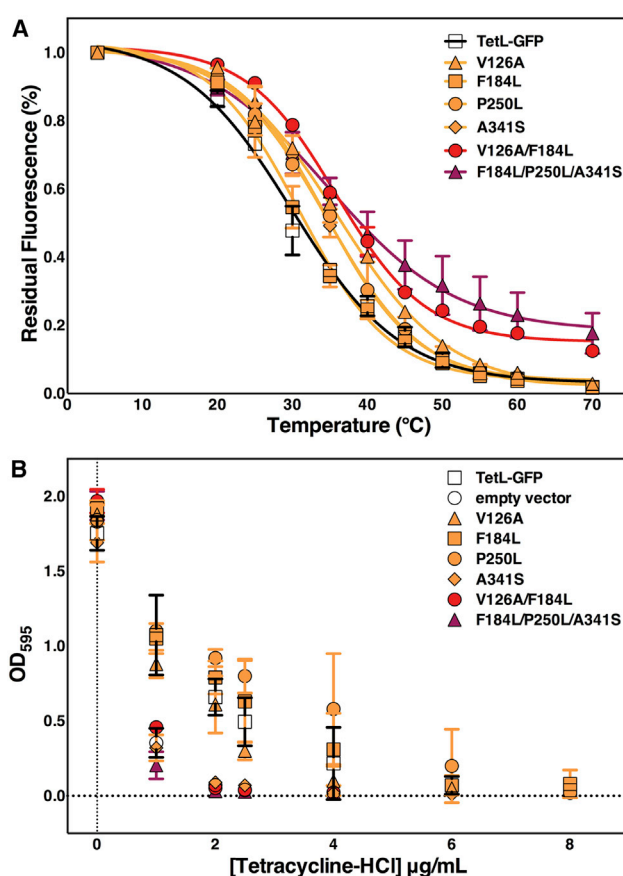 A
TetL-GFP
V126A
F184L
P250L
A341S
V126A/F184L
F184L/P250L/A341S
Residual Fluorescence (%)
1.0
0.8
0.6
0.4
0.2
0.0
0 10 20 30 40 50 60 70
Temperature (°C)
B
TetL-GFP
empty vector
V126A
F184L
P250L
A341S
V126A/F184L
F184L/P250L/A341S
OD595
2.0
1.5
1.0
0.5
0.0
0 2 4 6 8
[Tetracycline-HCl] µg/mL